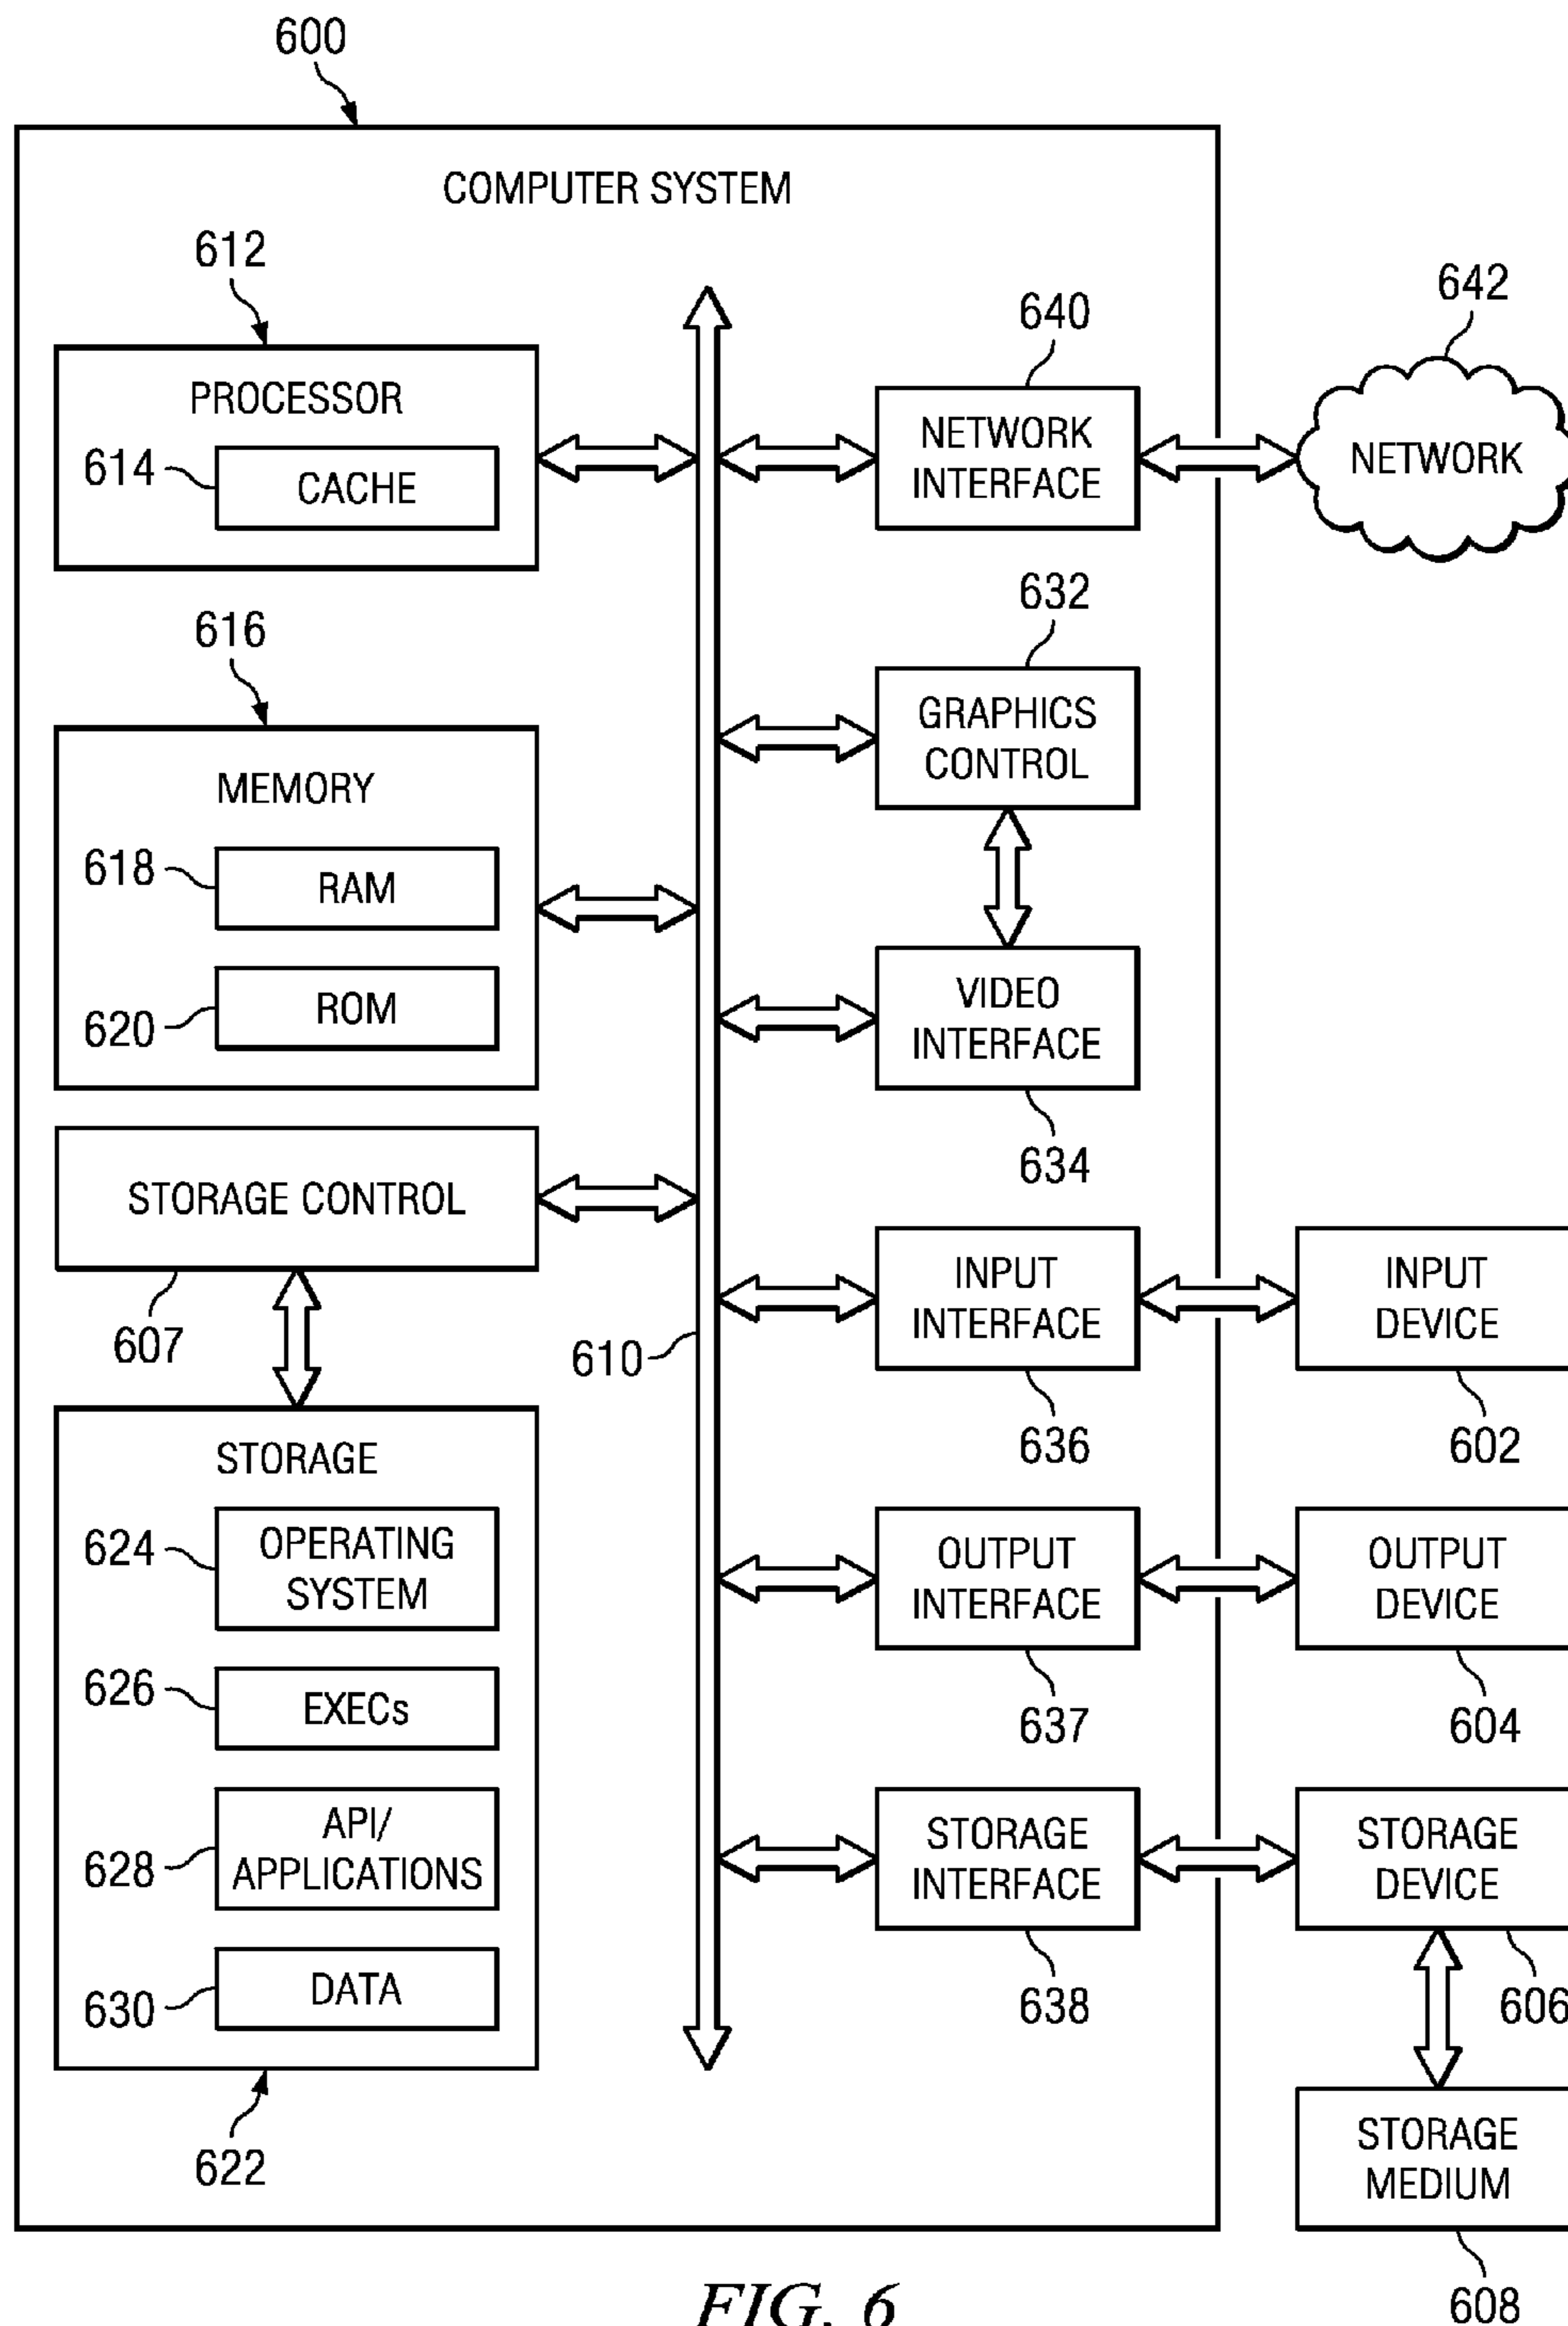 600
COMPUTER SYSTEM
612
PROCESSOR
614
CACHE
640
NETWORK
INTERFACE
642
NETWORK
616
MEMORY
618
RAM
620
ROM
632
GRAPHICS
CONTROL
VIDEO
INTERFACE
634
STORAGE CONTROL
607
610
INPUT
INTERFACE
636
INPUT
DEVICE
602
STORAGE
624
OPERATING
SYSTEM
626
EXECs
628
API/
APPLICATIONS
630
DATA
622
OUTPUT
INTERFACE
637
OUTPUT
DEVICE
604
STORAGE
INTERFACE
638
STORAGE
DEVICE
606
STORAGE
MEDIUM
608
FIG. 6